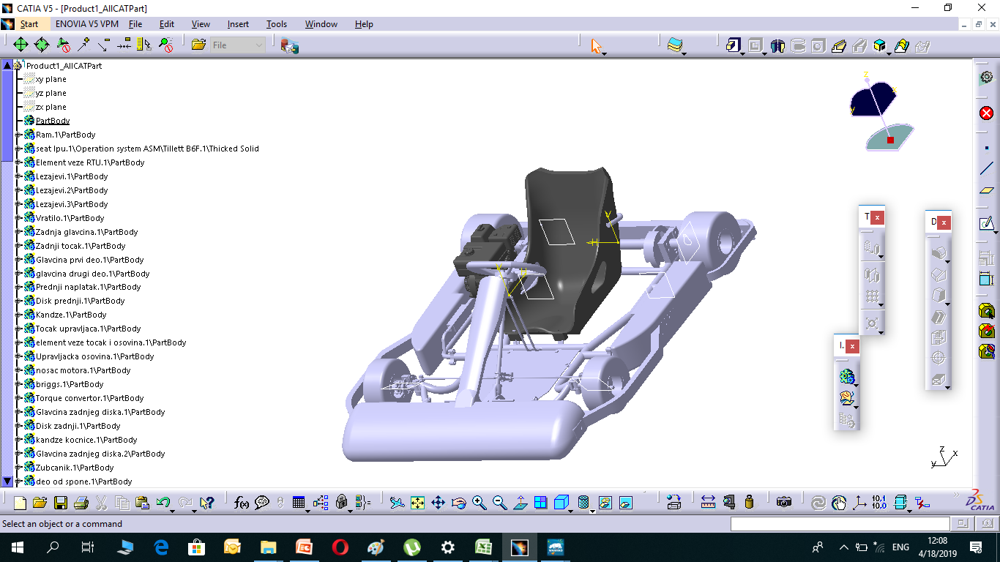 CATIA V5 - [Product1_AllCATPart]
Start ENOVIA V5 VPM File Edit View Insert Tools Window Help
File
Product1_AllCATPart
xy plane
yz plane
zx plane
PartBody
Ram.1\PartBody
seat lpu.1\Operation system ASM\Tillett B6F.1\Thicked Solid
Element veze RTU.1\PartBody
Lezajevi.1\PartBody
Lezajevi.2\PartBody
Lezajevi.3\PartBody
Vratilo.1\PartBody
Zadnja glavcina.1\PartBody
Zadnji tocak.1\PartBody
Glavcina prvi deo.1\PartBody
glavcina drugi deo.1\PartBody
Prednji naplatak.1\PartBody
Disk prednji.1\PartBody
Kandze.1\PartBody
Tocak upravljaca.1\PartBody
element veze tocak i osovina.1\PartBody
Upravljacka osovina.1\PartBody
nosac motora.1\PartBody
briggs.1\PartBody
Torque convertor.1\PartBody
Glavcina zadnjeg diska.1\PartBody
Disk zadnji.1\PartBody
kandze kocnice.1\PartBody
Glavcina zadnjeg diska.2\PartBody
Zubcanik.1\PartBody
deo od spone.1\PartBody
z
T
D
I.
z
x
y
f(x)
10.1
10.0
DS
CATIA
Select an object or a command
ENG
12:08
4/18/2019